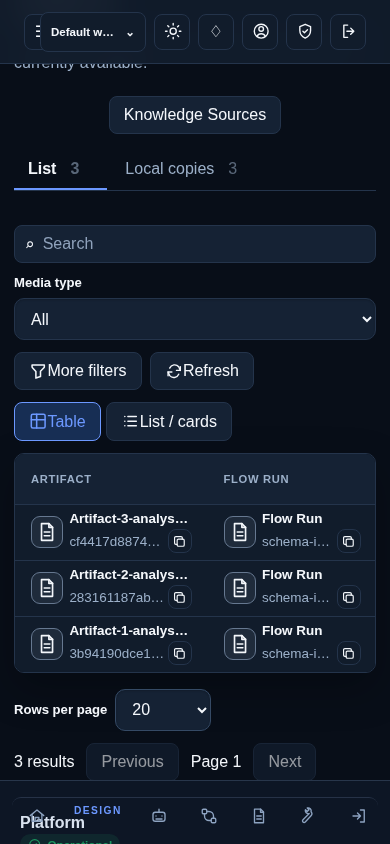 Default w...
currently available.
Knowledge Sources
List 3 Local copies 3
Search
Media type
All
More filters Refresh
Table List / cards
ARTIFACT FLOW RUN
Artifact-3-analys... Flow Run
cf4417d8874... schema-i...
Artifact-2-analys... Flow Run
283161187ab... schema-i...
Artifact-1-analys... Flow Run
3b94190dce1... schema-i...
Rows per page 20
3 results Previous Page 1 Next
DESIGN
Platform
Operational